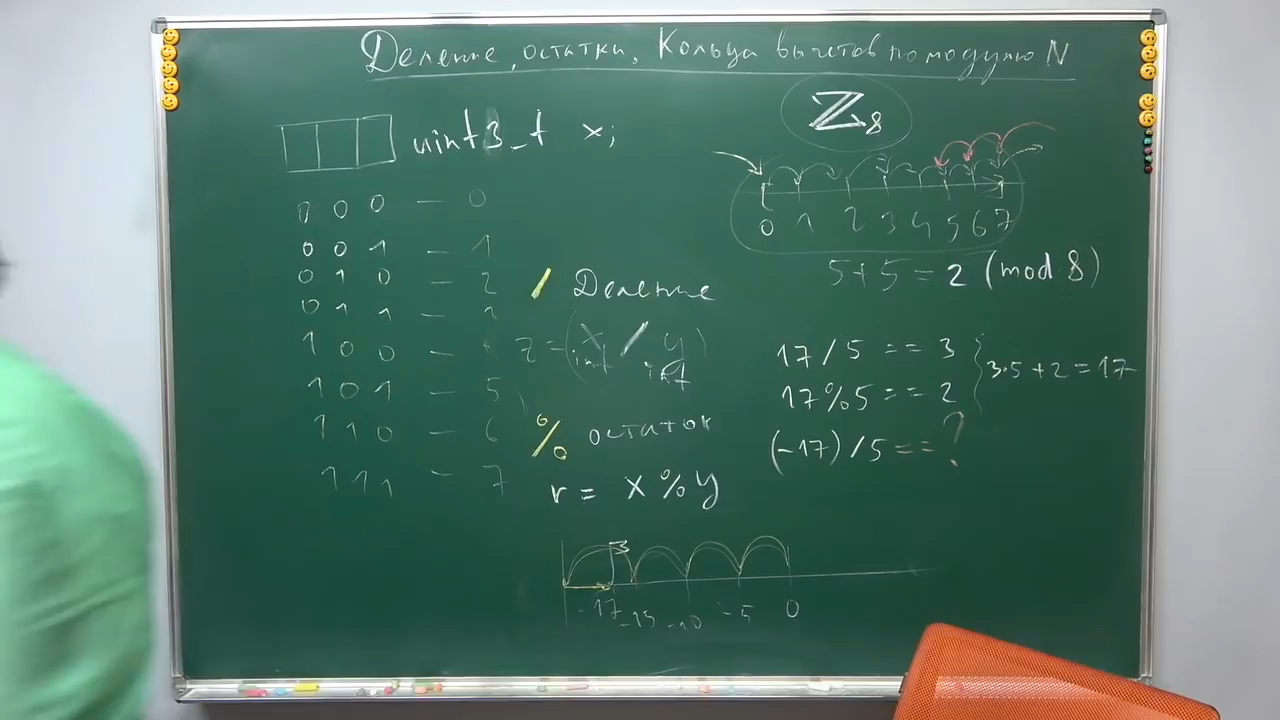 Деление, остатки, Кольца вычетов по модулю N
uint3_t x;
0 0 0 — 0
0 0 1 — 1
0 1 0 — 2
0 1 1 —
1 0 0 —
1 0 1 — 5
1 1 0 — 6
1 1 1 — 7
/ Деление
z = (x / y)
int int
% остаток
r = x % y
ℤ8
0 1 2 3 4 5 6 7
5 + 5 = 2 (mod 8)
17 / 5 == 3
17 % 5 == 2
3·5 + 2 = 17
(-17) / 5 == ?
3
-17 -15 -10 -5 0